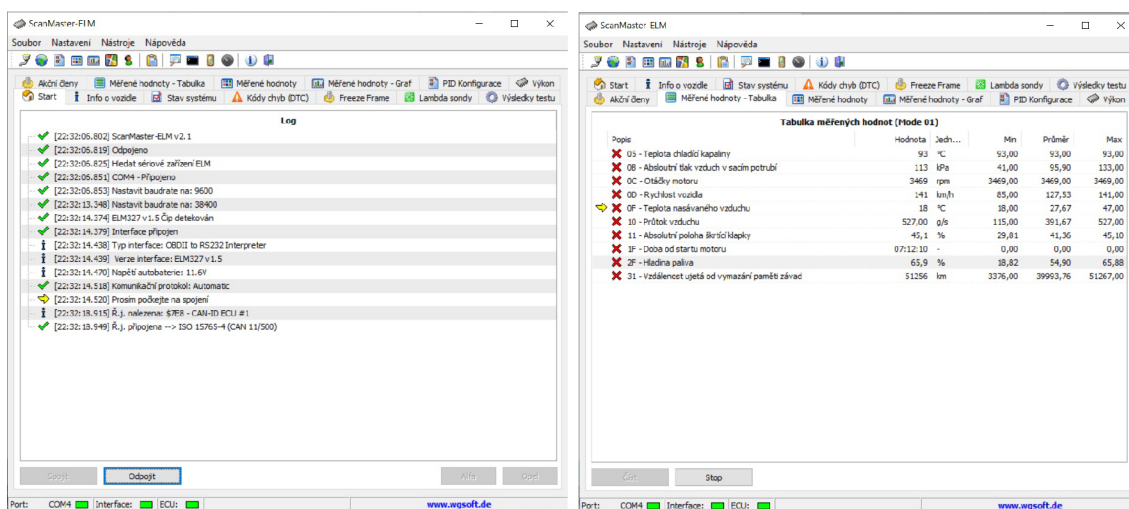 ScanMaster-ELM
Soubor Nastavení Nástroje Nápověda
Akční členy Měřené hodnoty - Tabulka Měřené hodnoty Měřené hodnoty - Graf PID Konfigurace Výkon
Start Info o vozidle Stav systému Kódy chyb (DTC) Freeze Frame Lambda sondy Výsledky testu
Log
[22:32:05.802] ScanMaster-ELM v2.1
[22:32:05.819] Odpojeno
[22:32:05.825] Hledat sériové zařízení ELM
[22:32:05.851] COM4 - Připojeno
[22:32:05.853] Nastavit baudrate na: 9600
[22:32:13.348] Nastavit baudrate na: 38400
[22:32:14.374] ELM327 v1.5 Čip detekován
[22:32:14.379] Interface připojen
[22:32:14.438] Typ interface: OBDII to RS232 Interpreter
[22:32:14.439] Verze interface: ELM327 v1.5
[22:32:14.470] Napětí autobaterie: 11.6V
[22:32:14.518] Komunikační protokol: Automatic
[22:32:14.520] Prosím počkejte na spojení
[22:32:18.915] Ř.j. nalezena: $7E8 - CAN-ID ECU #1
[22:32:18.949] Ř.j. připojena --> ISO 15765-4 (CAN 11/500)
Spojit Odpojit Alfa Opel
Port: COM4 Interface: ECU: www.wgsoft.de
ScanMaster-ELM
Soubor Nastavení Nástroje Nápověda
Start Info o vozidle Stav systému Kódy chyb (DTC) Freeze Frame Lambda sondy Výsledky testu
Akční členy Měřené hodnoty - Tabulka Měřené hodnoty Měřené hodnoty - Graf PID Konfigurace Výkon
Tabulka měřených hodnot (Mode 01)
Popis Hodnota Jedn... Min Průměr Max
05 - Teplota chladící kapaliny 93 °C 93,00 93,00 93,00
0B - Absloutní tlak vzduch v sacím potrubí 113 kPa 41,00 95,90 133,00
0C - Otáčky motoru 3469 rpm 3469,00 3469,00 3469,00
0D - Rychlost vozidla 141 km/h 85,00 127,53 141,00
0F - Teplota nasávaného vzduchu 18 °C 18,00 27,67 47,00
10 - Průtok vzduchu 527.00 g/s 115,00 391,67 527,00
11 - Absolutní poloha škrtící klapky 45,1 % 29,81 41,36 45,10
1F - Doba od startu motoru 07:12:10 - 0,00 0,00 0,00
2F - Hladina paliva 65,9 % 18,82 54,90 65,88
31 - Vzdálenost ujetá od vymazání paměti závad 51256 km 3376,00 39993,76 51267,00
Číst Stop
Port: COM4 Interface: ECU: www.wgsoft.de